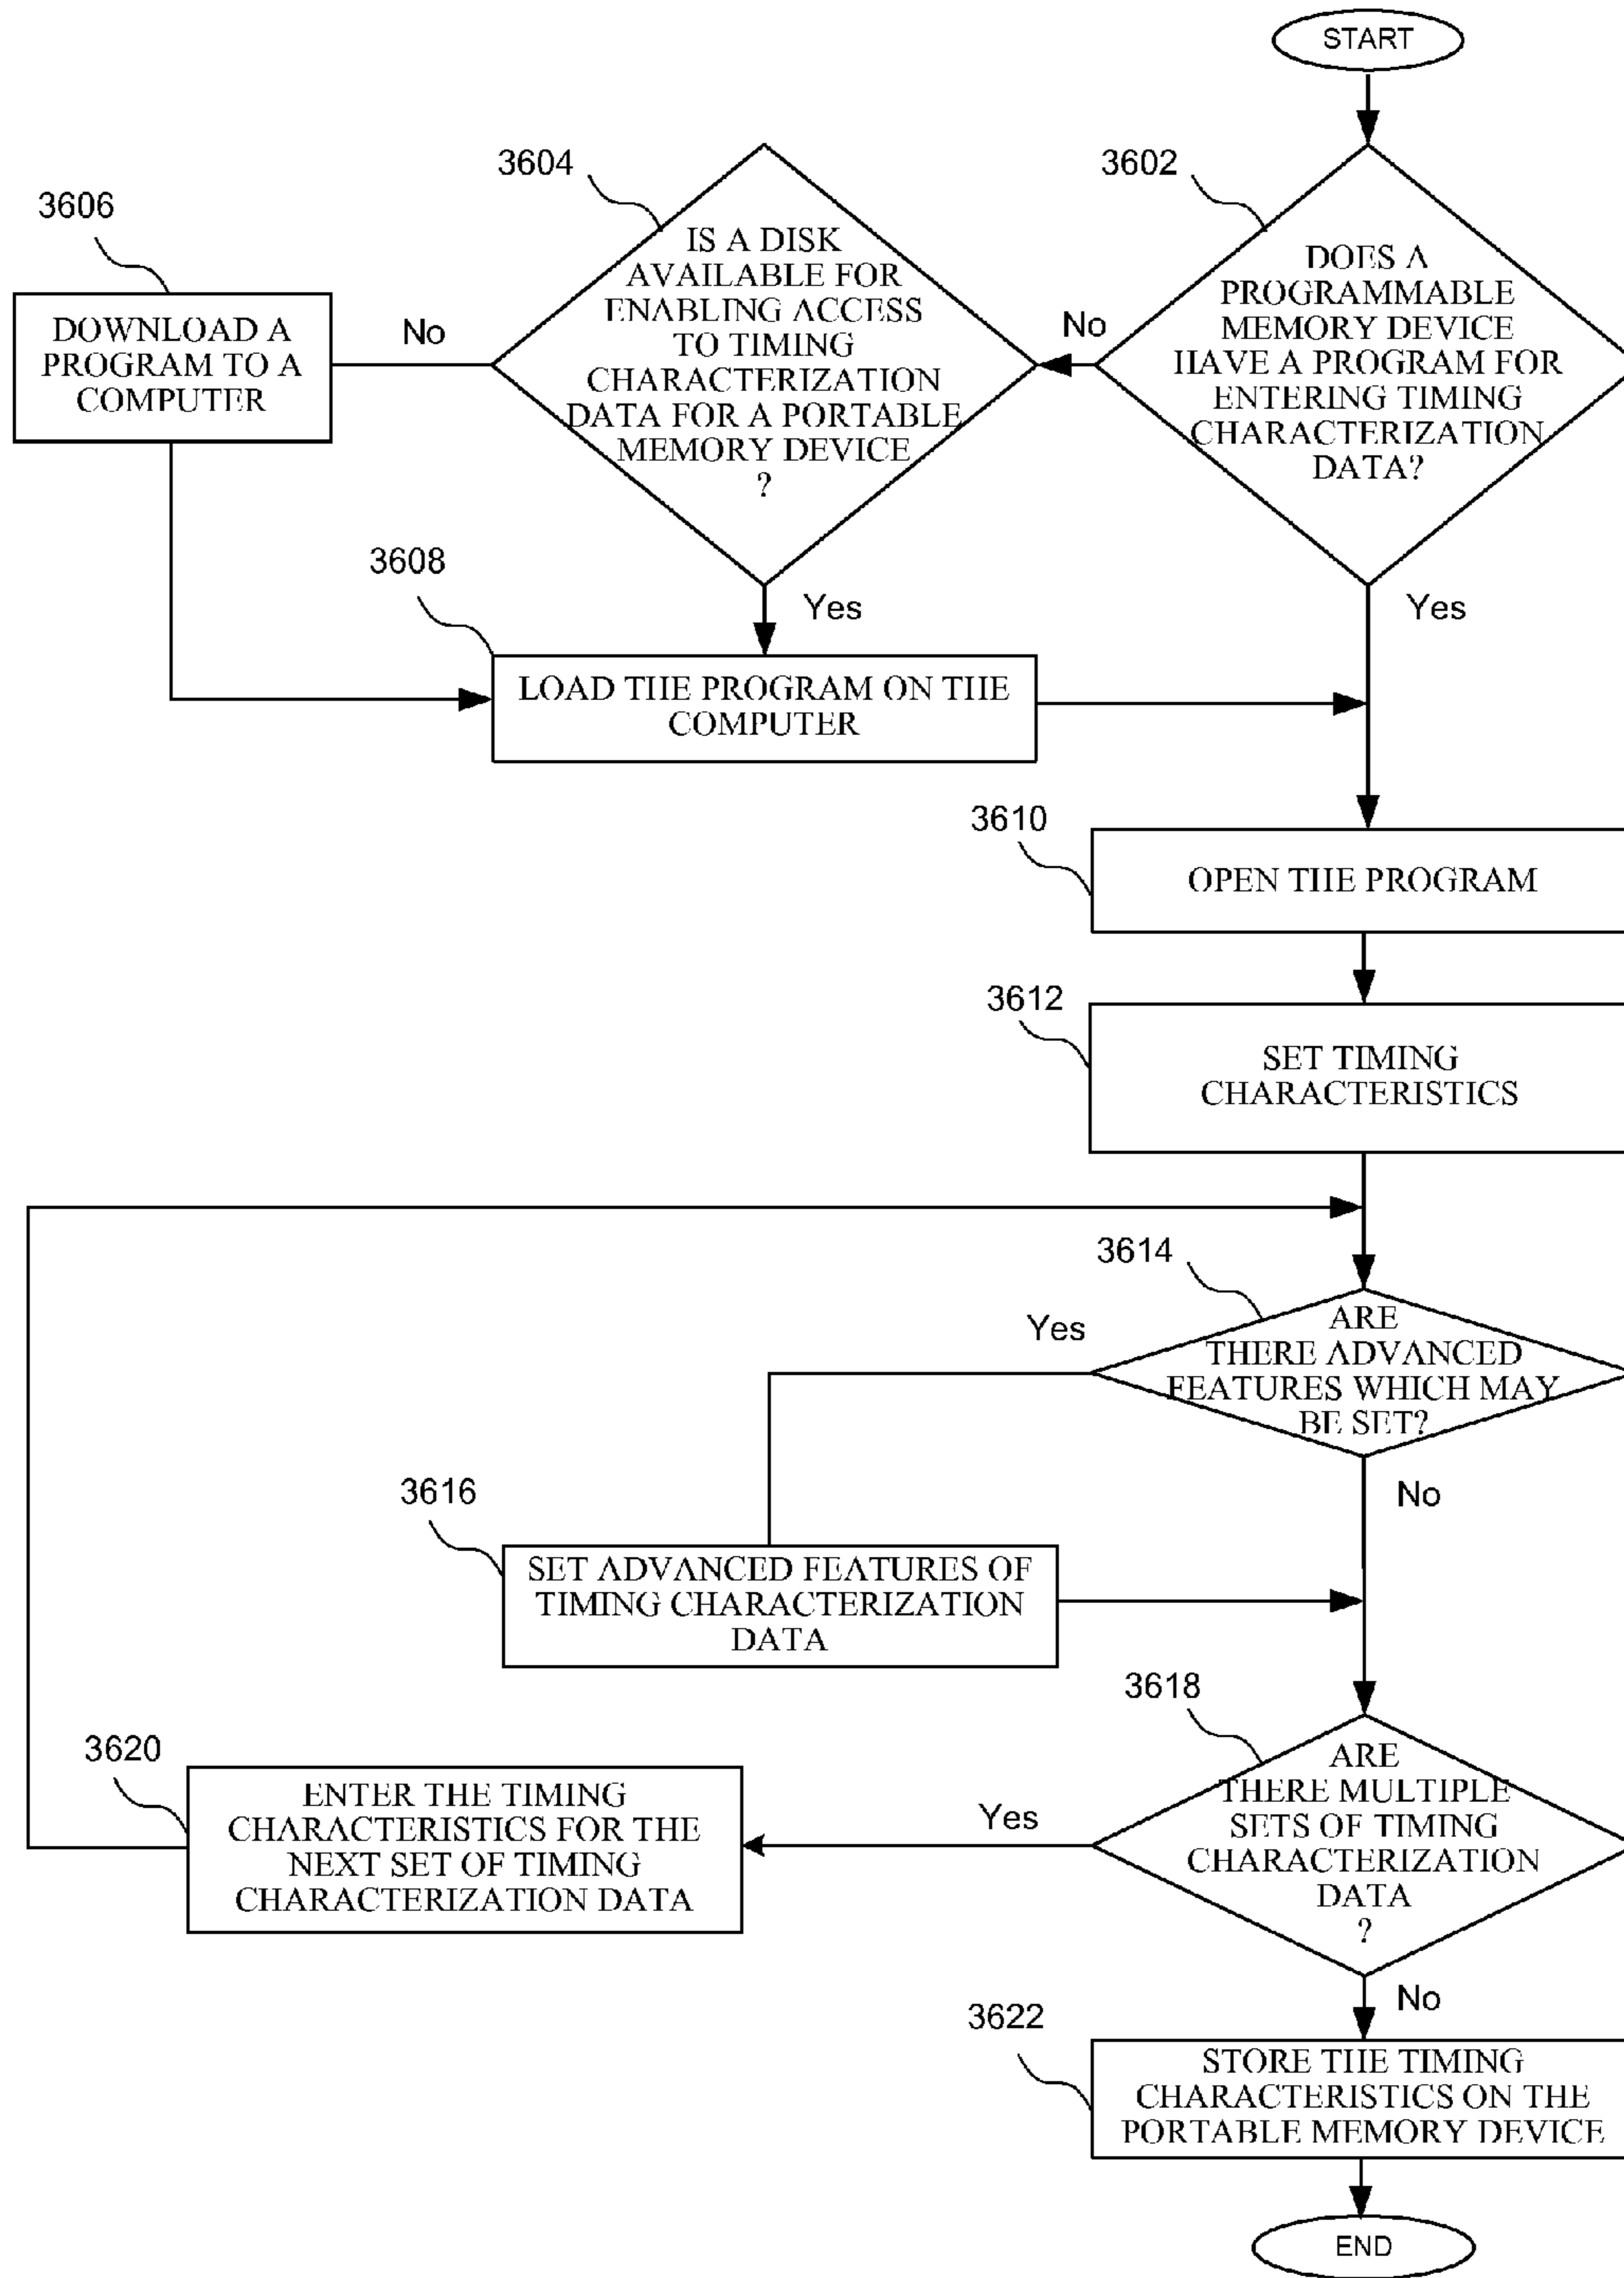 START
3602
DOES A
PROGRAMMABLE
MEMORY DEVICE
HAVE A PROGRAM FOR
ENTERING TIMING
CHARACTERIZATION
DATA?
No
Yes
3604
IS A DISK
AVAILABLE FOR
ENABLING ACCESS
TO TIMING
CHARACTERIZATION
DATA FOR A PORTABLE
MEMORY DEVICE
?
No
Yes
3606
DOWNLOAD A
PROGRAM TO A
COMPUTER
3608
LOAD THE PROGRAM ON THE
COMPUTER
3610
OPEN THE PROGRAM
3612
SET TIMING
CHARACTERISTICS
3614
ARE
THERE ADVANCED
FEATURES WHICH MAY
BE SET?
Yes
No
3616
SET ADVANCED FEATURES OF
TIMING CHARACTERIZATION
DATA
3618
ARE
THERE MULTIPLE
SETS OF TIMING
CHARACTERIZATION
DATA
?
Yes
No
3620
ENTER THE TIMING
CHARACTERISTICS FOR THE
NEXT SET OF TIMING
CHARACTERIZATION DATA
3622
STORE THE TIMING
CHARACTERISTICS ON THE
PORTABLE MEMORY DEVICE
END